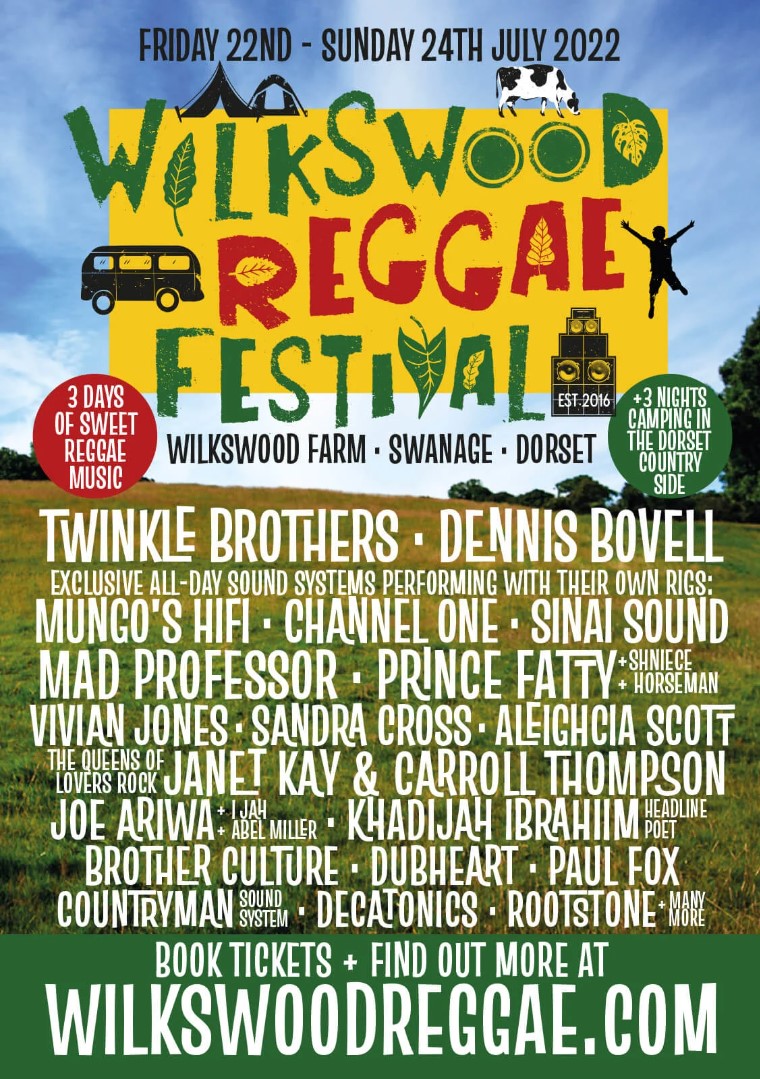 FRIDAY 22ND - SUNDAY 24TH JULY 2022
WILKSWOOD
REGGAE
FESTIVAL
EST.2016
3 DAYS
OF SWEET
REGGAE
MUSIC
WILKSWOOD FARM · SWANAGE · DORSET
+3 NIGHTS
CAMPING IN
THE DORSET
COUNTRY
SIDE
TWINKLE BROTHERS · DENNIS BOVELL
EXCLUSIVE ALL-DAY SOUND SYSTEMS PERFORMING WITH THEIR OWN RIGS:
MUNGO'S HIFI · CHANNEL ONE · SINAI SOUND
MAD PROFESSOR · PRINCE FATTY +SHNIECE
+ HORSEMAN
VIVIAN JONES · SANDRA CROSS · ALEIGHCIA SCOTT
THE QUEENS OF
LOVERS ROCK JANET KAY & CARROLL THOMPSON
JOE ARIWA + I JAH
+ ABEL MILLER · KHADIJAH IBRAHIIM HEADLINE
POET
BROTHER CULTURE · DUBHEART · PAUL FOX
COUNTRYMAN SOUND
SYSTEM · DECATONICS · ROOTSTONE + MANY
MORE
BOOK TICKETS + FIND OUT MORE AT
WILKSWOODREGGAE.COM